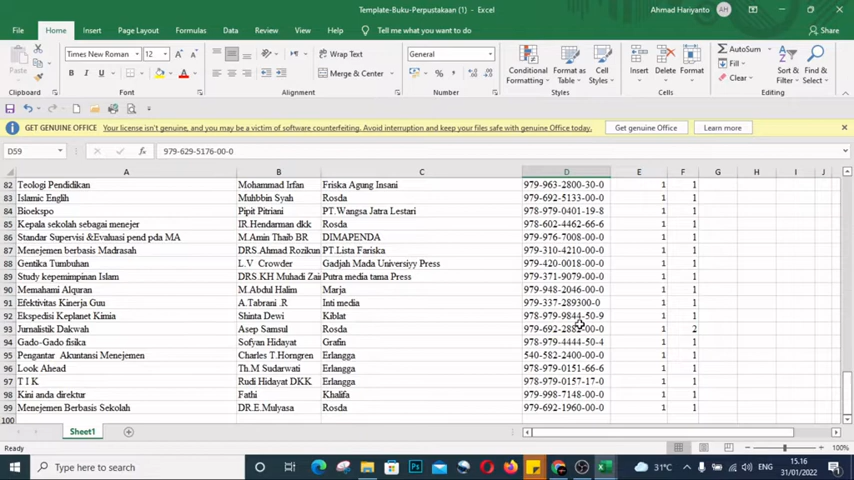 Template-Buku-Perpustakaan (1) - Excel
Ahmad Hariyanto AH
File Home Insert Page Layout Formulas Data Review View Help Tell me what you want to do Share
Times New Roman 12 Wrap Text General AutoSum
Paste B I U Merge & Center % Conditional Formatting Format as Table Cell Styles Insert Delete Format Fill Clear Sort & Filter Find & Select
Clipboard Font Alignment Number Styles Cells Editing
GET GENUINE OFFICE Your license isn't genuine, and you may be a victim of software counterfeiting. Avoid interruption and keep your files safe with genuine Office today. Get genuine Office Learn more
D59 979-629-5176-00-0
A B C D E F G H I J
82 Teologi Pendidikan Mohammad Irfan Friska Agung Insani 979-963-2800-30-0 1 1
83 Islamic Englih Muhbbin Syah Rosda 979-692-5133-00-0 1 1
84 Bioekspo Pipit Pitriani PT.Wangsa Jatra Lestari 978-979-0401-19-8 1 1
85 Kepala sekolah sebagai menejer IR.Hendarman dkk Rosda 978-602-4462-66-6 1 1
86 Standar Supervisi &Evaluasi pend pda MA M.Amin Thaib BR DIMAPENDA 979-976-7008-00-0 1 1
87 Menejemen berbasis Madrasah DRS.Ahmad Rozikun PT.Lista Fariska 979-310-4210-00-0 1 1
88 Gentika Tumbuhan L.V Crowder Gadjah Mada Universiyy Press 979-420-0018-00-0 1 1
89 Study kepemimpinan Islam DRS.KH Muhadi Zai Putra media tama Press 979-371-9079-00-0 1 1
90 Memahami Alquran M.Abdul Halim Marja 979-948-2046-00-0 1 1
91 Efektivitas Kinerja Guu A.Tabrani .R Inti media 979-337-289300-0 1 1
92 Ekspedisi Keplanet Kimia Shinta Dewi Kiblat 978-979-9844-50-9 1 1
93 Jurnalistik Dakwah Asep Samsul Rosda 1 2
94 Gado-Gado fisika Sofyan Hidayat Grafin 978-979-4444-50-4 1 1
95 Pengantar Akuntansi Menejemen Charles T.Horngren Erlangga 540-582-2400-00-0 1 1
96 Look Ahead Th.M Sudarwati Erlangga 978-979-0151-66-6 1 1
97 T I K Rudi Hidayat DKK Erlangga 978-979-0157-17-0 1 1
98 Kini anda direktur Fathi Khalifa 979-998-7148-00-0 1 1
99 Menejemen Berbasis Sekolah DR.E.Mulyasa Rosda 979-692-1960-00-0 1 1
100
Sheet1
Ready 100%
Type here to search 31°C ENG 15.16
31/01/2022